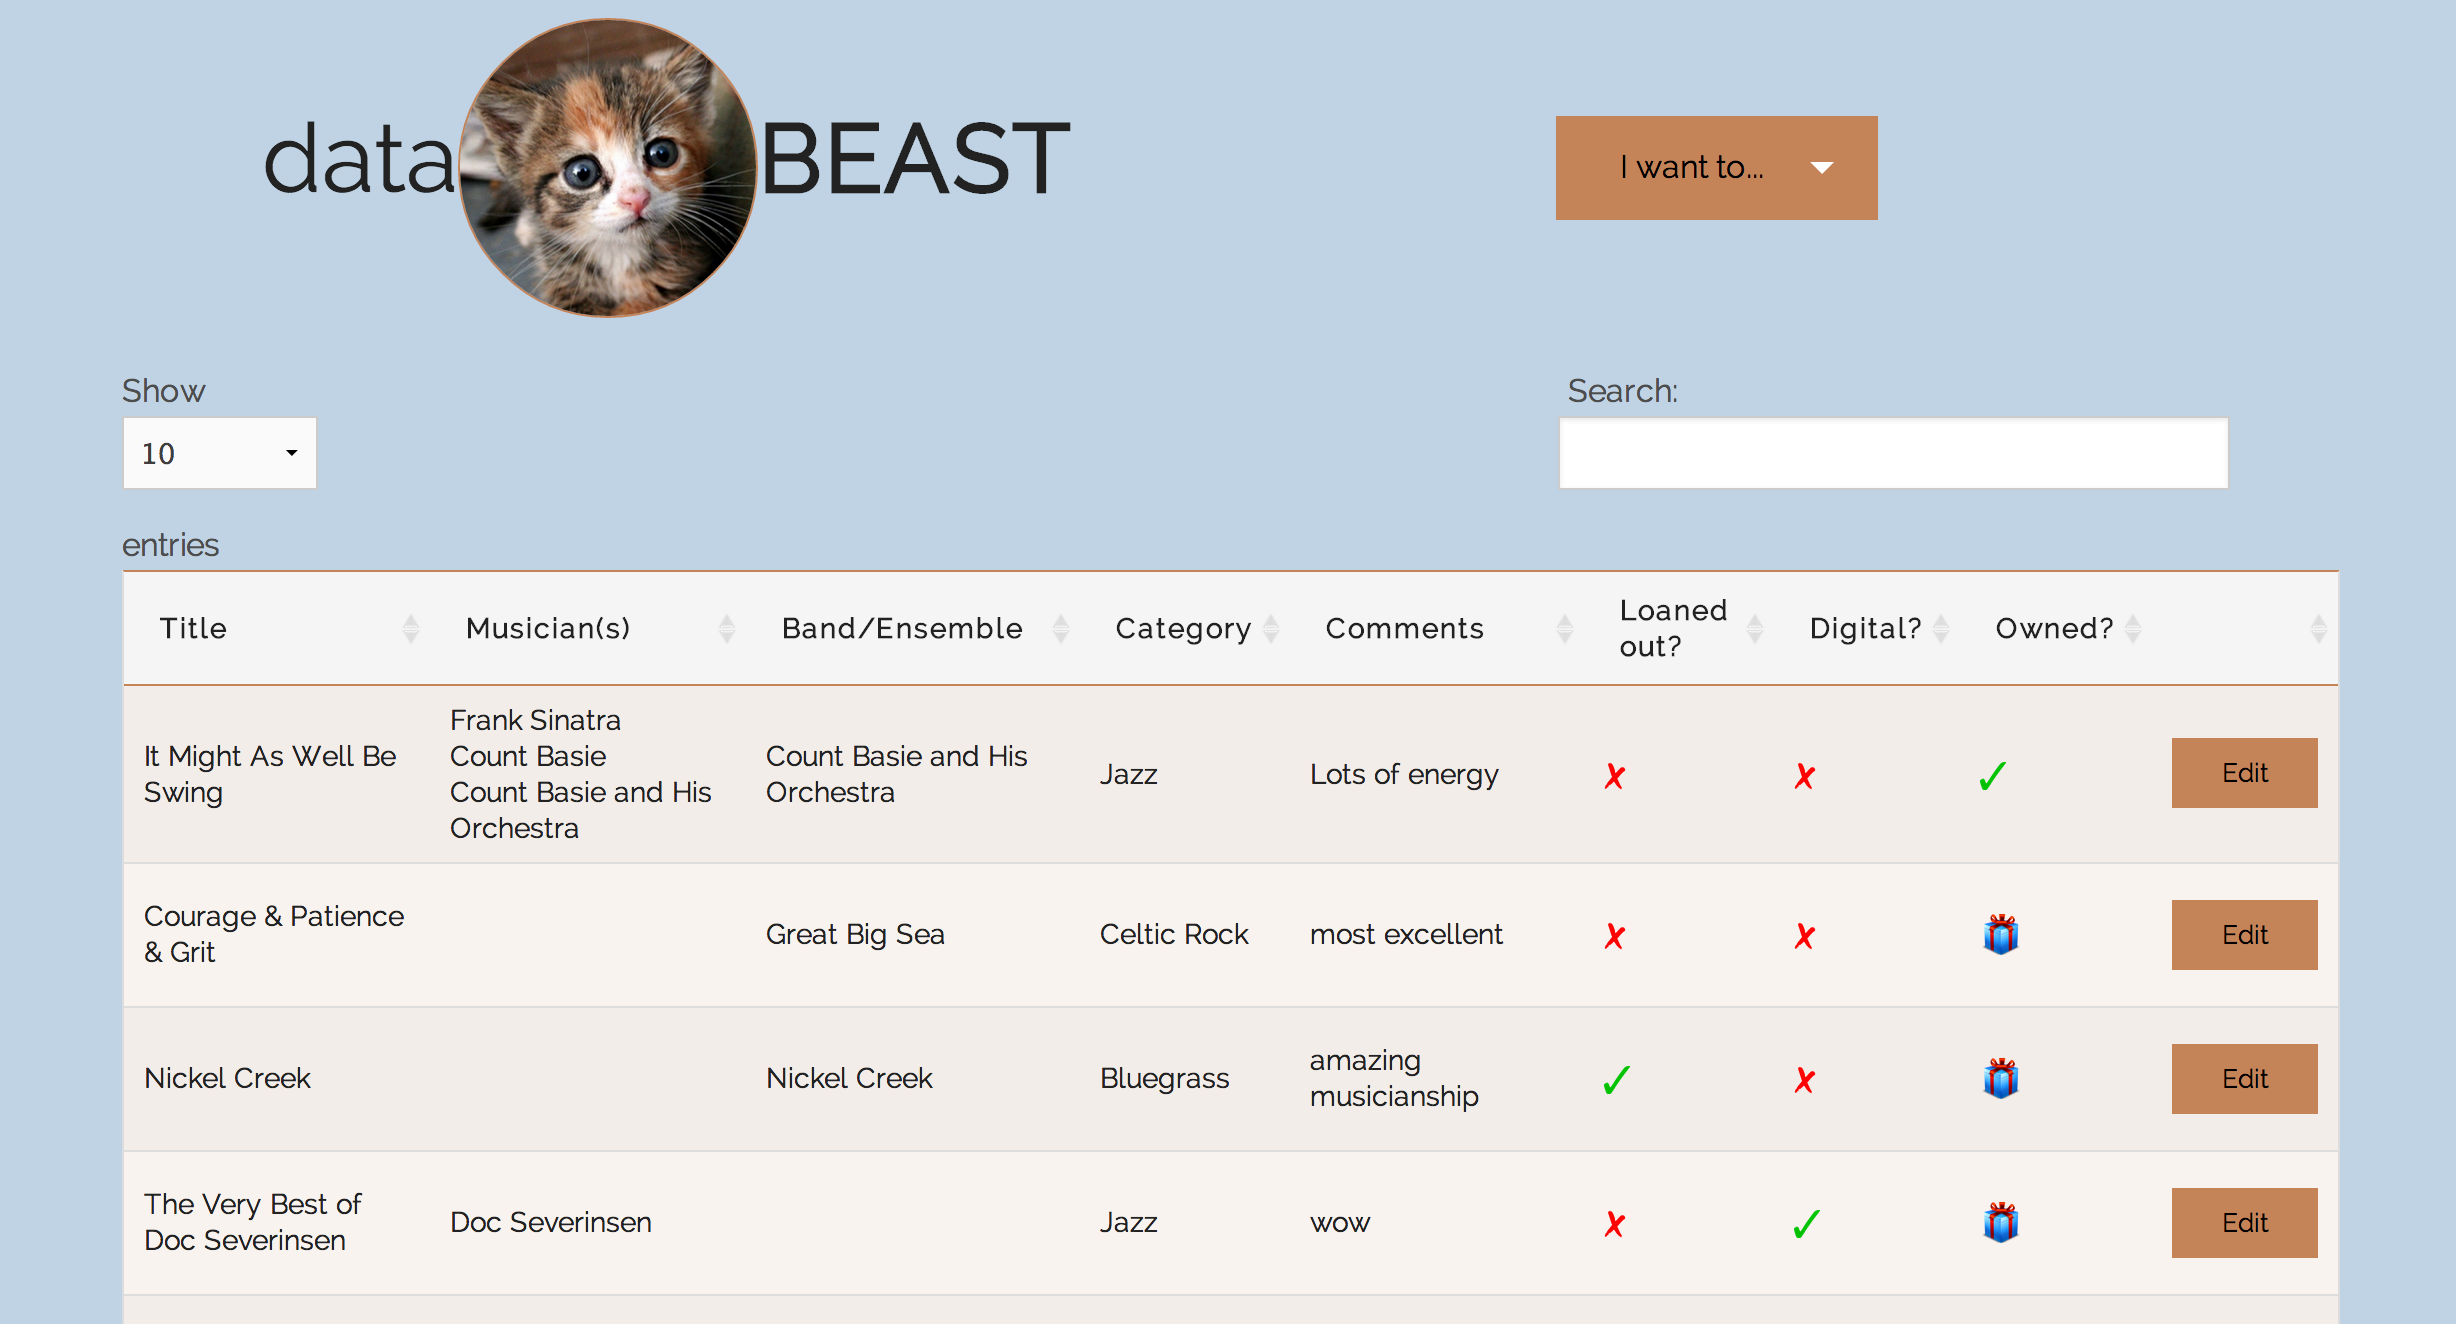 data BEAST
I want to...
Show
Search:
10
entries
Title Musician(s) Band/Ensemble Category Comments Loaned out? Digital? Owned?
It Might As Well Be
Swing
Frank Sinatra
Count Basie
Count Basie and His
Orchestra
Count Basie and His
Orchestra
Jazz
Lots of energy
✗ ✗ ✓
Edit
Courage & Patience
& Grit
Great Big Sea
Celtic Rock
most excellent
✗ ✗ 🎁
Edit
Nickel Creek
Nickel Creek
Bluegrass
amazing
musicianship
✓ ✗ 🎁
Edit
The Very Best of
Doc Severinsen
Doc Severinsen
Jazz
wow
✗ ✓ 🎁
Edit